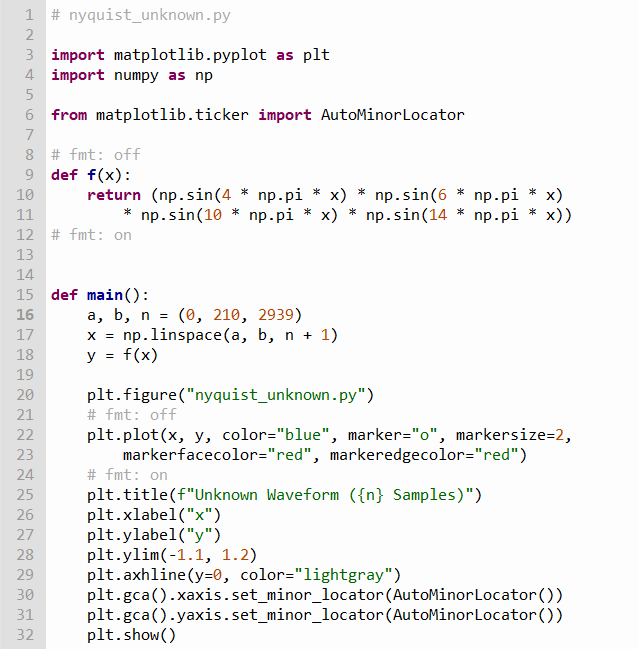 1 # nyquist_unknown.py
2
3 import matplotlib.pyplot as plt
4 import numpy as np
5
6 from matplotlib.ticker import AutoMinorLocator
7
8 # fmt: off
9 def f(x):
10     return (np.sin(4 * np.pi * x) * np.sin(6 * np.pi * x)
11         * np.sin(10 * np.pi * x) * np.sin(14 * np.pi * x))
12 # fmt: on
13
14
15 def main():
16     a, b, n = (0, 210, 2939)
17     x = np.linspace(a, b, n + 1)
18     y = f(x)
19
20     plt.figure("nyquist_unknown.py")
21     # fmt: off
22     plt.plot(x, y, color="blue", marker="o", markersize=2,
23         markerfacecolor="red", markeredgecolor="red")
24     # fmt: on
25     plt.title(f"Unknown Waveform ({n} Samples)")
26     plt.xlabel("x")
27     plt.ylabel("y")
28     plt.ylim(-1.1, 1.2)
29     plt.axhline(y=0, color="lightgray")
30     plt.gca().xaxis.set_minor_locator(AutoMinorLocator())
31     plt.gca().yaxis.set_minor_locator(AutoMinorLocator())
32     plt.show()